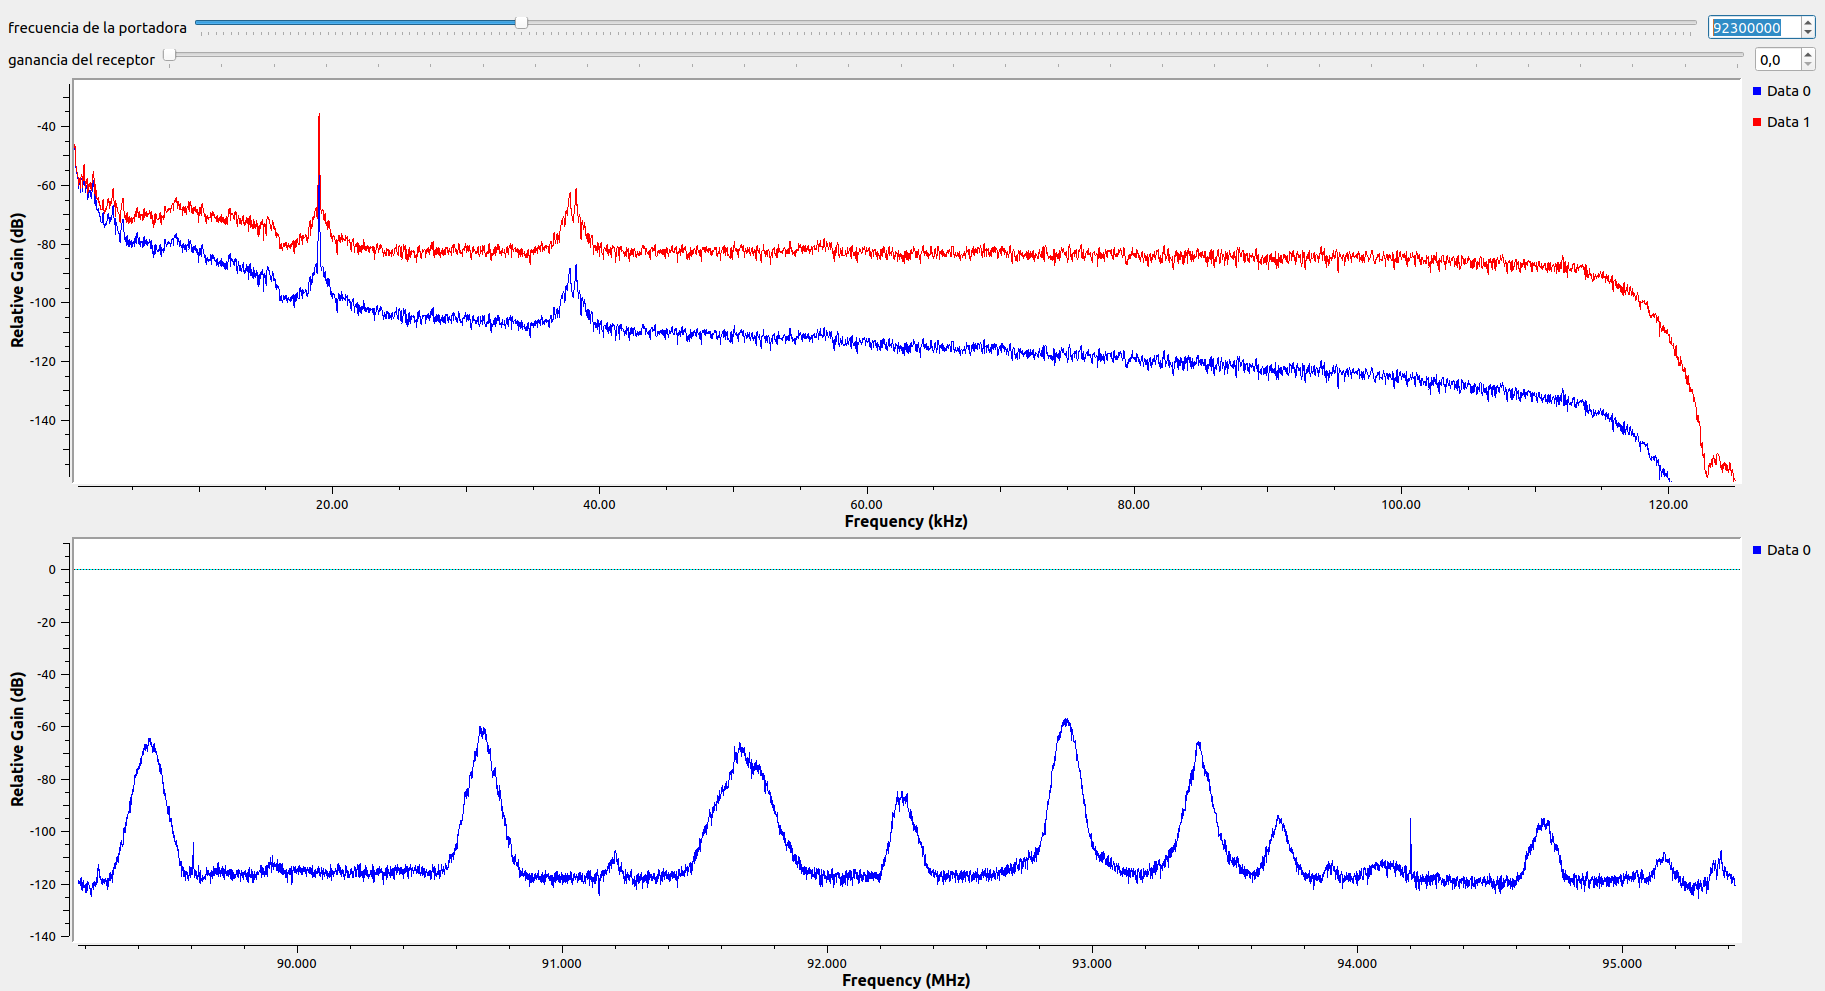 frecuencia de la portadora 92300000
ganancia del receptor 0,0
Data 0
Data 1
Relative Gain (dB)
-40
-60
-80
-100
-120
-140
20.00 40.00 60.00 80.00 100.00 120.00
Frequency (kHz)
Data 0
Relative Gain (dB)
0
-20
-40
-60
-80
-100
-120
-140
90.000 91.000 92.000 93.000 94.000 95.000
Frequency (MHz)